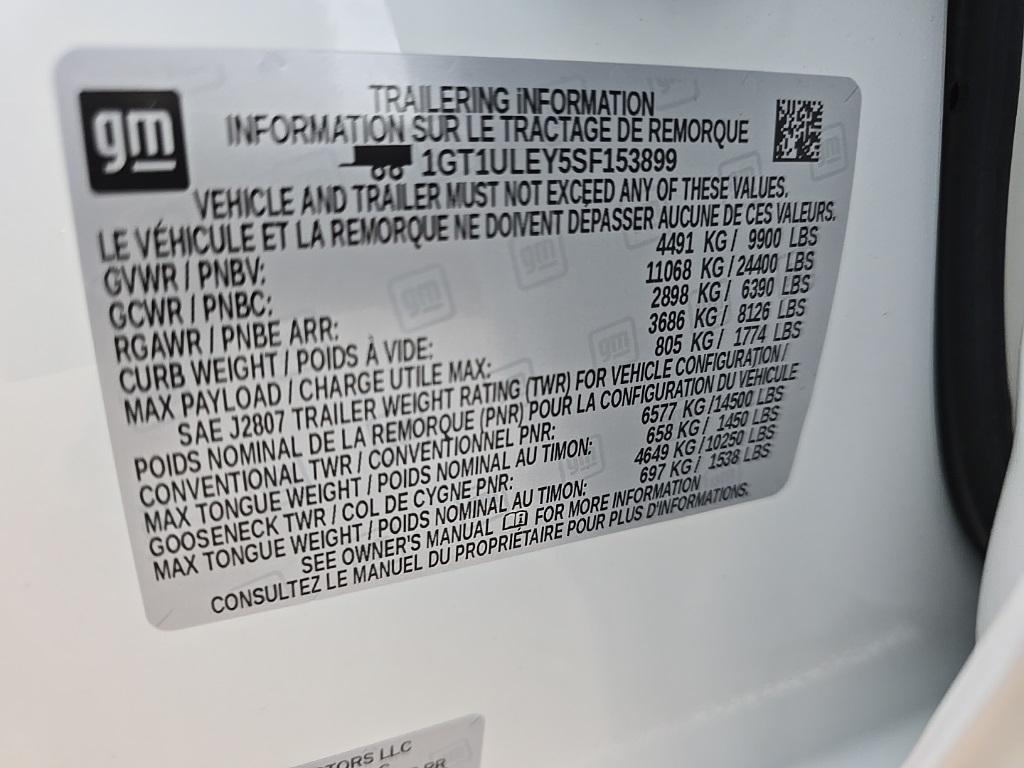 gm
TRAILERING iNFORMATION
INFORMATION SUR LE TRACTAGE DE REMORQUE
1GT1ULEY5SF153899
VEHICLE AND TRAILER MUST NOT EXCEED ANY OF THESE VALUES.
LE VÉHICULE ET LA REMORQUE NE DOIVENT DÉPASSER AUCUNE DE CES VALEURS.
GVWR / PNBV: 4491 KG / 9900 LBS
GCWR / PNBC: 11068 KG / 24400 LBS
RGAWR / PNBE ARR: 2898 KG / 6390 LBS
CURB WEIGHT / POIDS À VIDE: 3686 KG / 8126 LBS
MAX PAYLOAD / CHARGE UTILE MAX: 805 KG / 1774 LBS
SAE J2807 TRAILER WEIGHT RATING (TWR) FOR VEHICLE CONFIGURATION /
POIDS NOMINAL DE LA REMORQUE (PNR) POUR LA CONFIGURATION DU VÉHICULE
CONVENTIONAL TWR / CONVENTIONNEL PNR: 6577 KG /14500 LBS
MAX TONGUE WEIGHT / POIDS NOMINAL AU TIMON: 658 KG / 1450 LBS
GOOSENECK TWR / COL DE CYGNE PNR: 4649 KG/10250 LBS
MAX TONGUE WEIGHT / POIDS NOMINAL AU TIMON: 697 KG / 1538 LBS
SEE OWNER'S MANUAL FOR MORE INFORMATION
CONSULTEZ LE MANUEL DU PROPRIÉTAIRE POUR PLUS D'INFORMATIONS.
TORS LLC